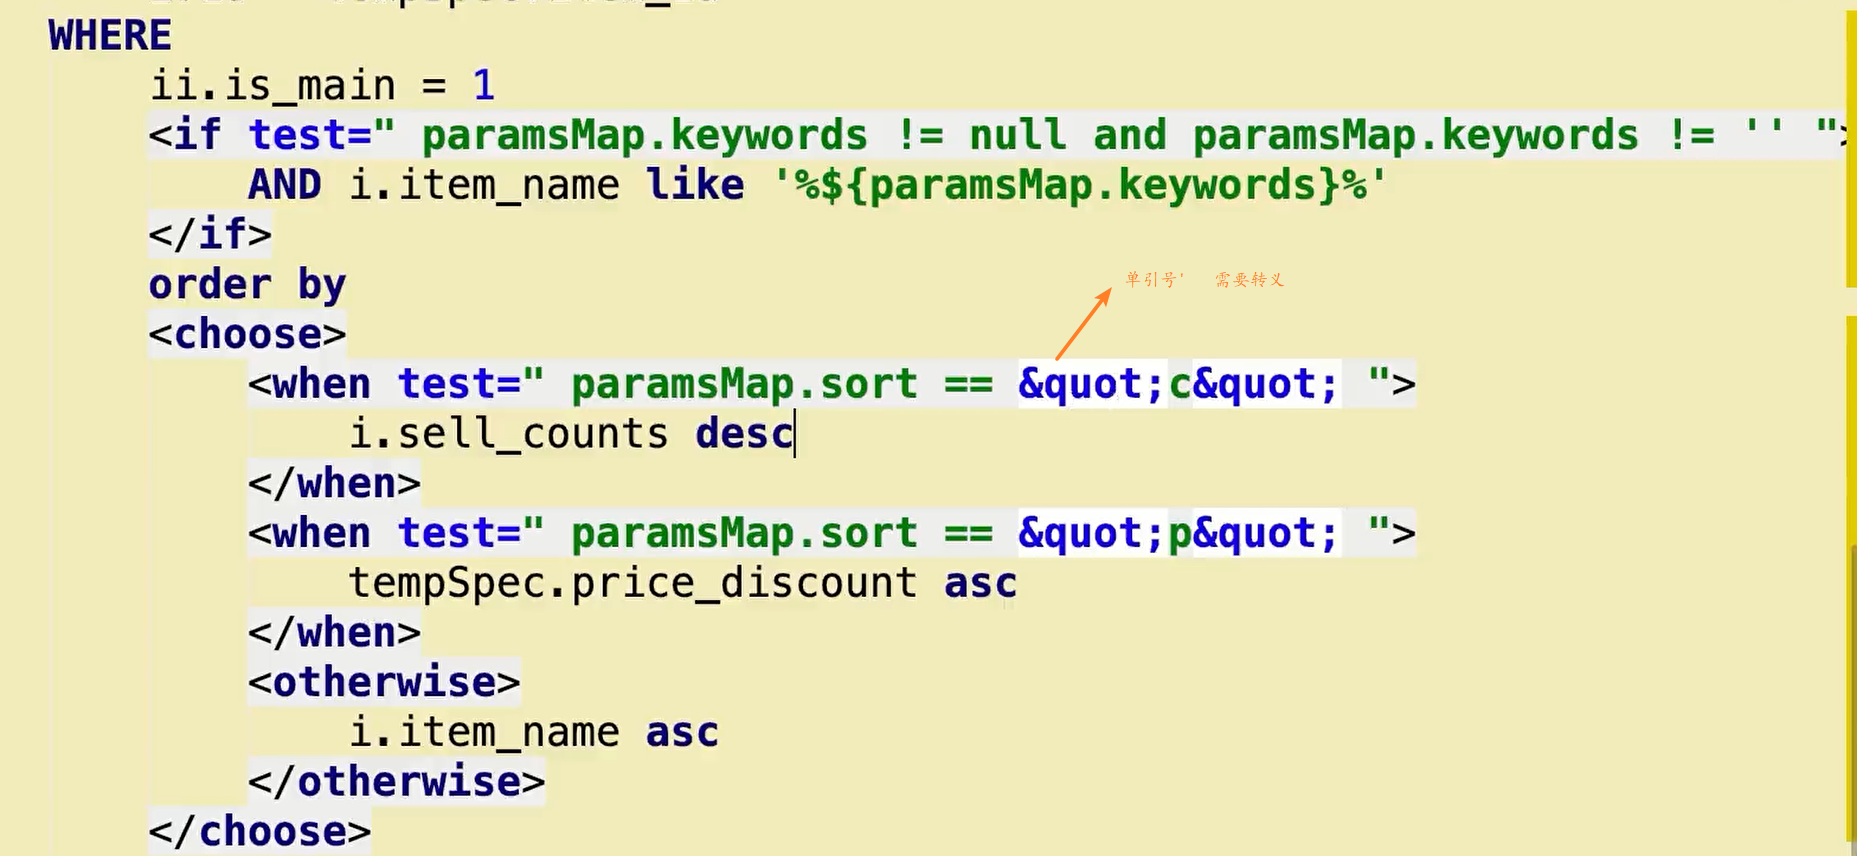 WHERE
ii.is_main = 1
<if test=" paramsMap.keywords != null and paramsMap.keywords != '' ">
AND i.item_name like '%${paramsMap.keywords}%'
</if>
order by
单引号' 需要转义
<choose>
<when test=" paramsMap.sort == &quot;c&quot; ">
i.sell_counts desc
</when>
<when test=" paramsMap.sort == &quot;p&quot; ">
tempSpec.price_discount asc
</when>
<otherwise>
i.item_name asc
</otherwise>
</choose>